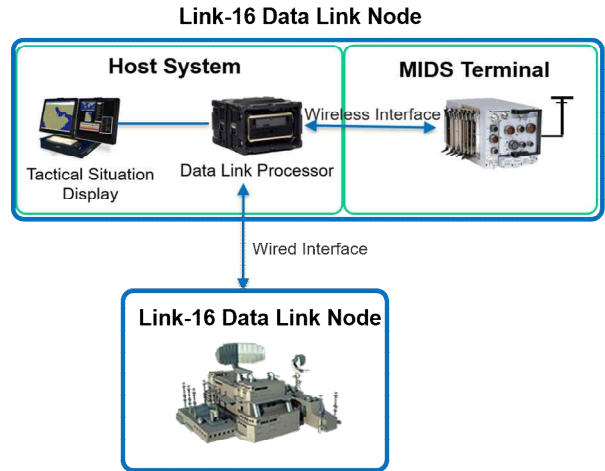 Link-16 Data Link Node
Host System
MIDS Terminal
Wireless Interface
Tactical Situation
Display
Data Link Processor
Wired Interface
Link-16 Data Link Node